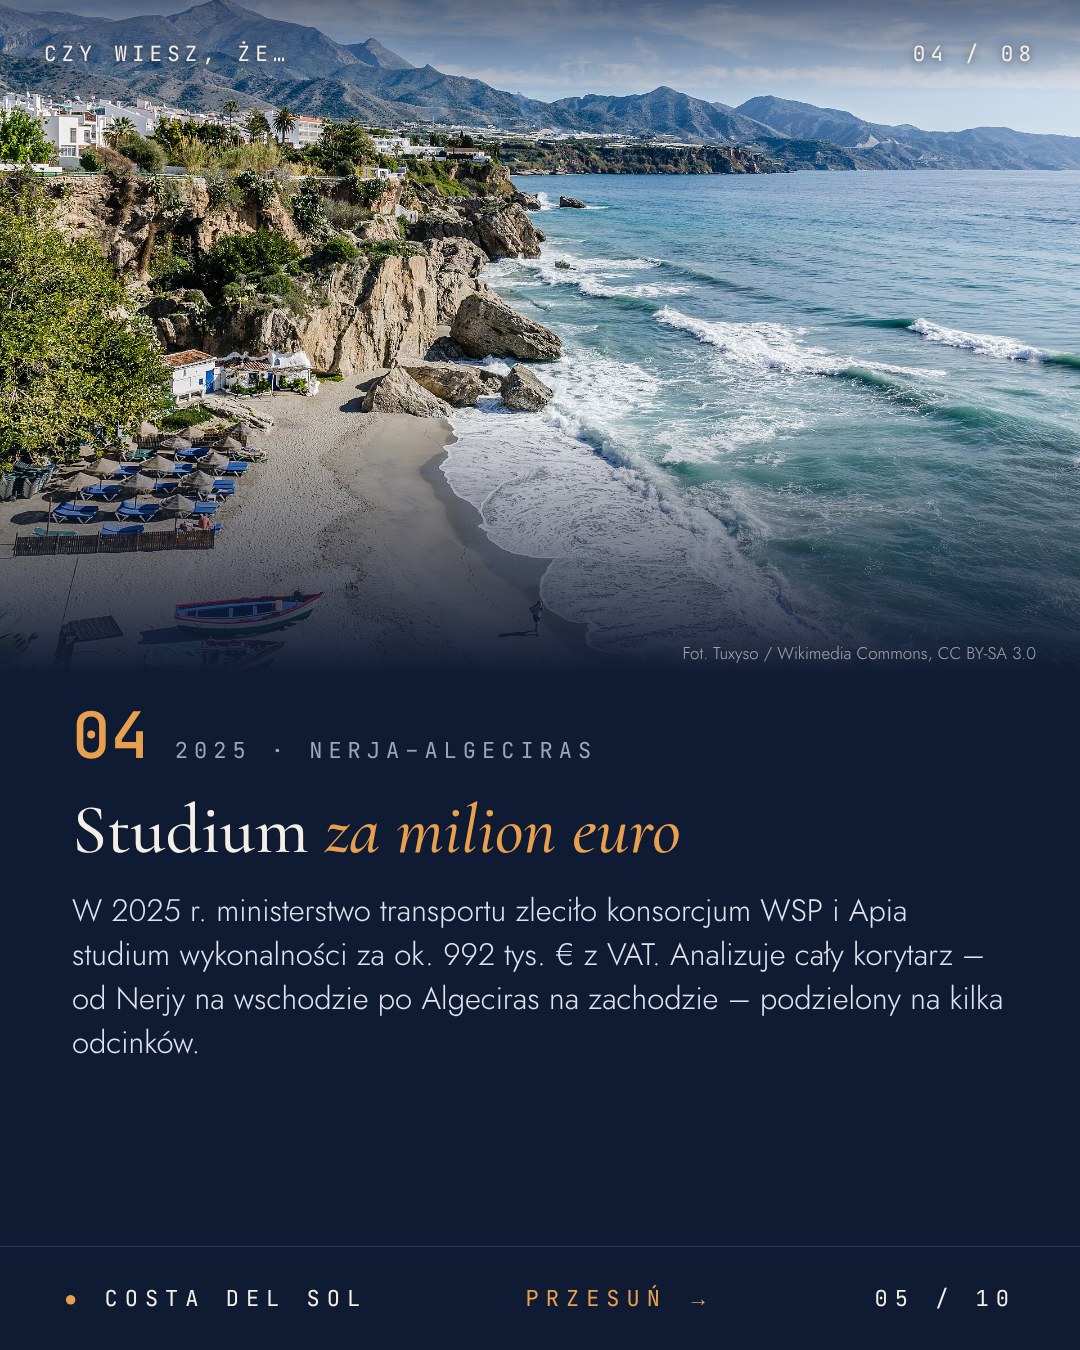 CZY WIESZ, ŻE…
04 / 08
Fot. Tuxyso / Wikimedia Commons, CC BY-SA 3.0
04 2025 · NERJA–ALGECIRAS
Studium za milion euro
W 2025 r. ministerstwo transportu zleciło konsorcjum WSP i Apia
studium wykonalności za ok. 992 tys. € z VAT. Analizuje cały korytarz –
od Nerjy na wschodzie po Algeciras na zachodzie – podzielony na kilka
odcinków.
• COSTA DEL SOL
PRZESUŃ →
05 / 10